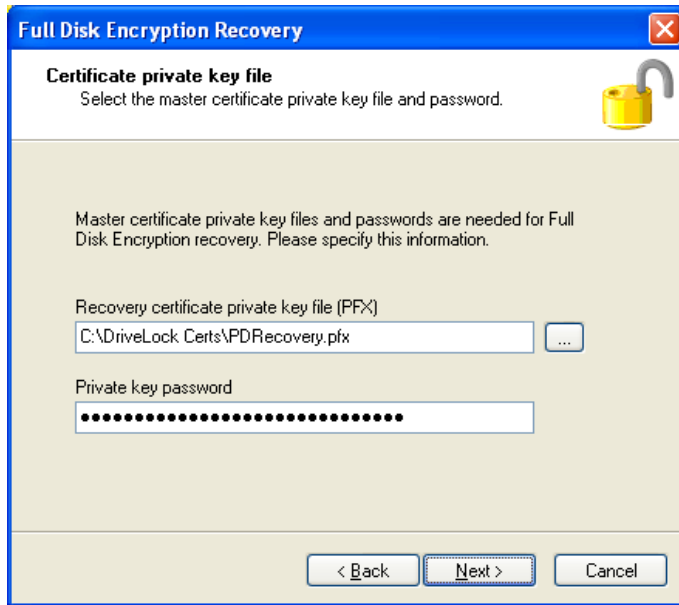 Full Disk Encryption Recovery
Certificate private key file
Select the master certificate private key file and password.
Master certificate private key files and passwords are needed for Full
Disk Encryption recovery. Please specify this information.
Recovery certificate private key file (PFX)
C:\DriveLock Certs\PDRecovery.pfx
...
Private key password
●●●●●●●●●●●●●●●●●●●●●●●●●●●●●●
< Back
Next >
Cancel